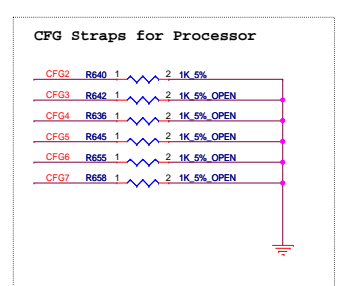 CFG Straps for Processor
CFG2 R640 1 2 1K_5%
CFG3 R642 1 2 1K_5%_OPEN
CFG4 R636 1 2 1K_5%_OPEN
CFG5 R645 1 2 1K_5%_OPEN
CFG6 R655 1 2 1K_5%_OPEN
CFG7 R658 1 2 1K_5%_OPEN